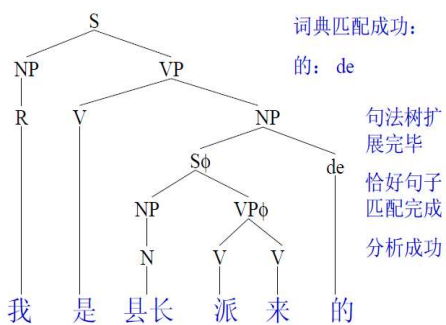 S
词典匹配成功:
NP VP
的: de
R V NP
句法树扩
展完毕
Sφ de
恰好句子
匹配完成
NP VPφ
分析成功
N V V
我 是 县长 派 来 的